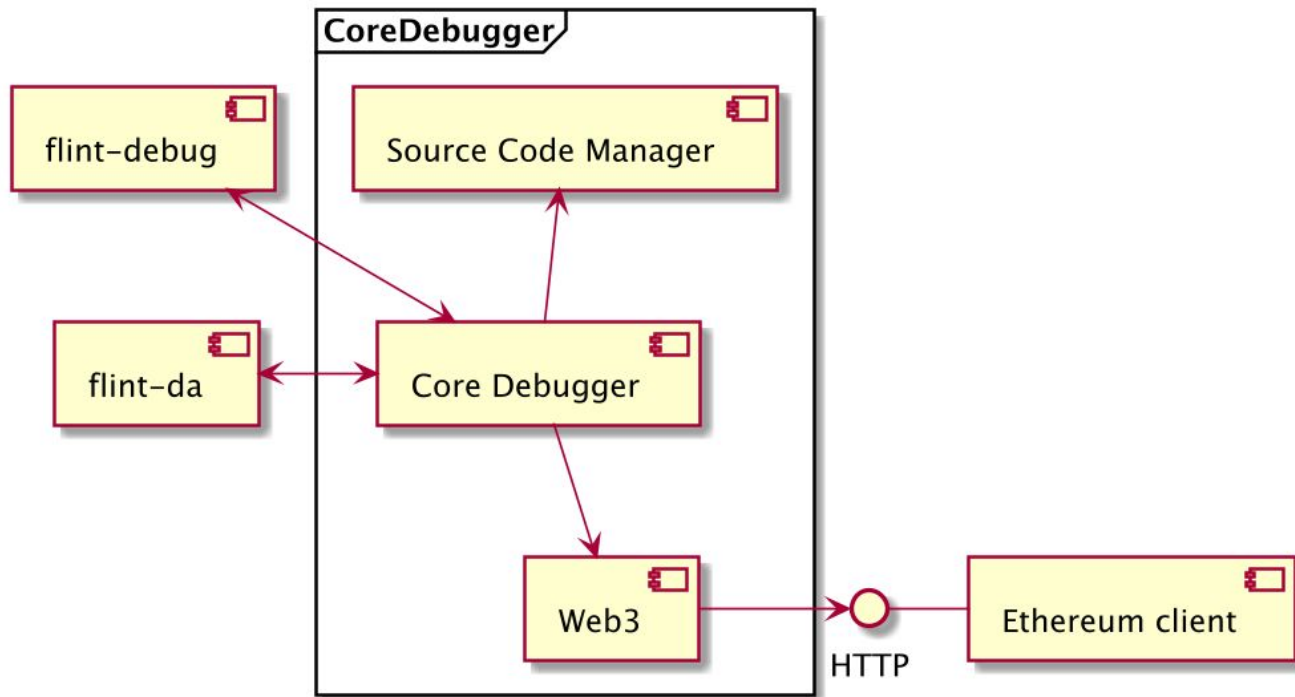 CoreDebugger
flint-debug
Source Code Manager
flint-da
Core Debugger
Web3
HTTP
Ethereum client